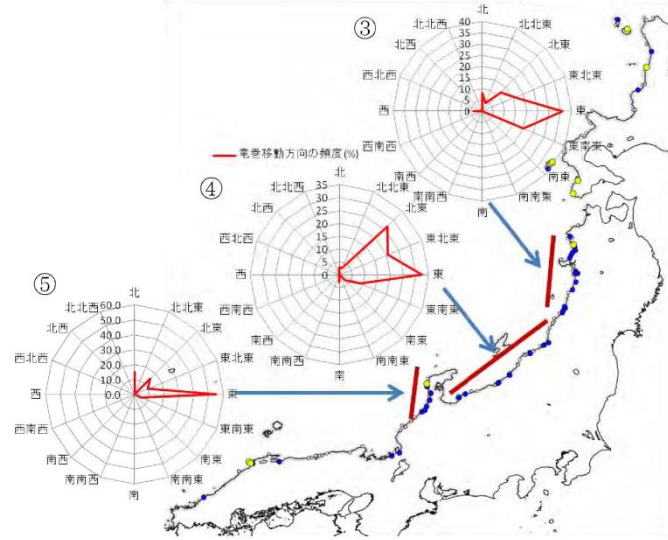 ③
北
北北西
北北東
北西
北東
西北西
東北東
西
東
西南西
東南東
南西
南東
南南西
南南東
南
40
35
30
25
20
15
10
5
0
竜巻移動方向の頻度(%)
④
北
北北西
北北東
北西
北東
西北西
東北東
西
東
西南西
東南東
南西
南東
南南西
南南東
南
35
30
25
20
15
10
5
0
⑤
北
北北西
北北東
北西
北東
西北西
東北東
西
東
西南西
東南東
南西
南東
南南西
南南東
南
60.0
50.0
40.0
30.0
20.0
10.0
0.0